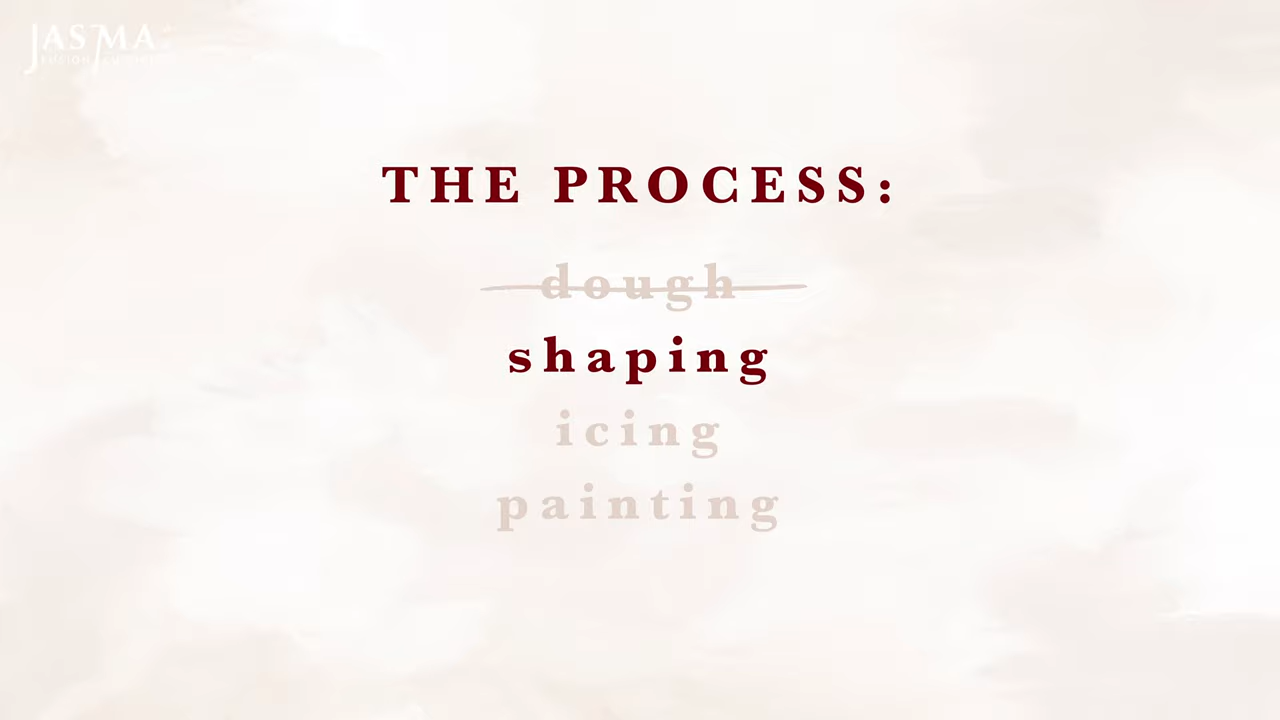 JASMA
THE PROCESS:
dough
shaping
icing
painting